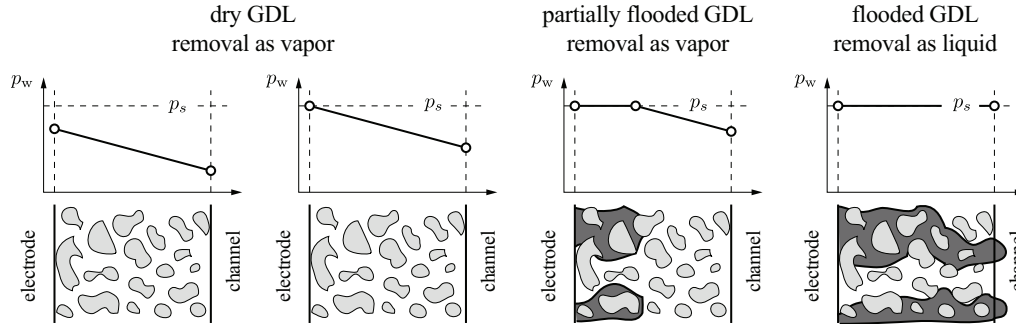 dry GDL
removal as vapor
partially flooded GDL
removal as vapor
flooded GDL
removal as liquid
p_w
p_s
p_w
p_s
p_w
p_s
p_w
p_s
electrode
channel
electrode
channel
electrode
channel
electrode
channel